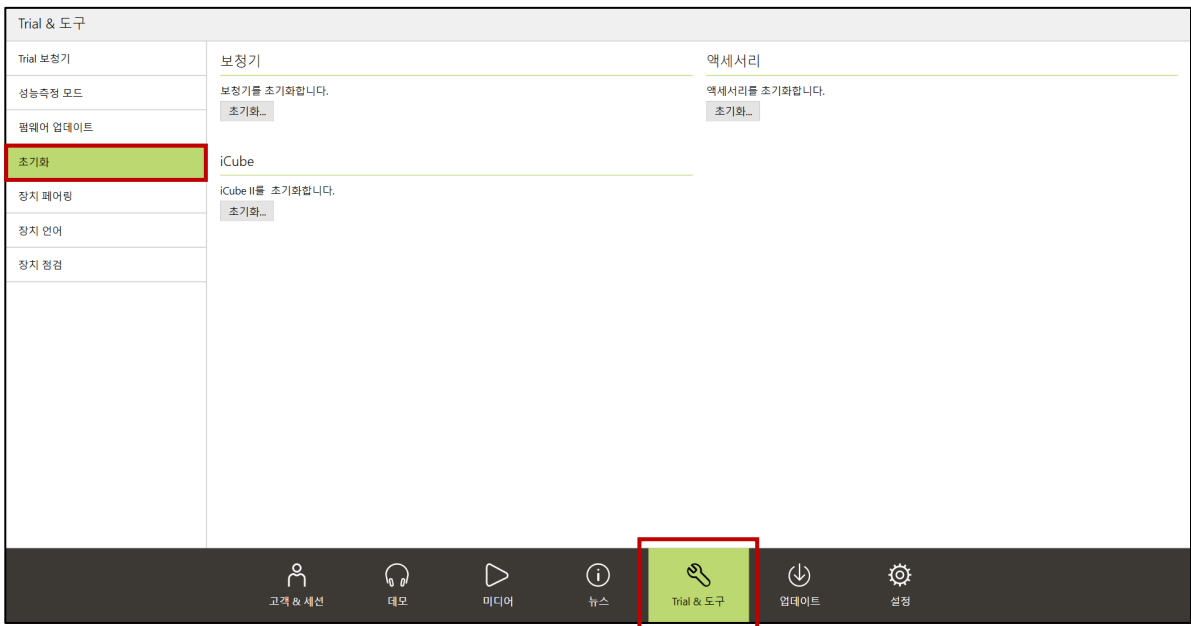 Trial & 도구
Trial 보청기
성능측정 모드
펌웨어 업데이트
초기화
장치 페어링
장치 언어
장치 점검
보청기
보청기를 초기화합니다.
초기화...
액세서리
액세서리를 초기화합니다.
초기화...
iCube
iCube II를 초기화합니다.
초기화...
고객 & 세션
데모
미디어
뉴스
Trial & 도구
업데이트
설정